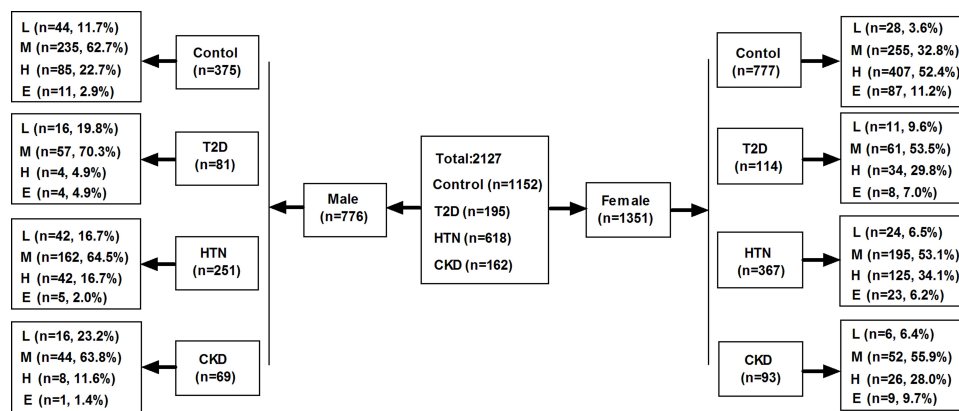 L (n=44, 11.7%)
M (n=235, 62.7%)
H (n=85, 22.7%)
E (n=11, 2.9%)
Contol
(n=375)
L (n=16, 19.8%)
M (n=57, 70.3%)
H (n=4, 4.9%)
E (n=4, 4.9%)
T2D
(n=81)
L (n=42, 16.7%)
M (n=162, 64.5%)
H (n=42, 16.7%)
E (n=5, 2.0%)
HTN
(n=251)
L (n=16, 23.2%)
M (n=44, 63.8%)
H (n=8, 11.6%)
E (n=1, 1.4%)
CKD
(n=69)
Male
(n=776)
Total:2127
Control (n=1152)
T2D (n=195)
HTN (n=618)
CKD (n=162)
Female
(n=1351)
Contol
(n=777)
L (n=28, 3.6%)
M (n=255, 32.8%)
H (n=407, 52.4%)
E (n=87, 11.2%)
T2D
(n=114)
L (n=11, 9.6%)
M (n=61, 53.5%)
H (n=34, 29.8%)
E (n=8, 7.0%)
HTN
(n=367)
L (n=24, 6.5%)
M (n=195, 53.1%)
H (n=125, 34.1%)
E (n=23, 6.2%)
CKD
(n=93)
L (n=6, 6.4%)
M (n=52, 55.9%)
H (n=26, 28.0%)
E (n=9, 9.7%)